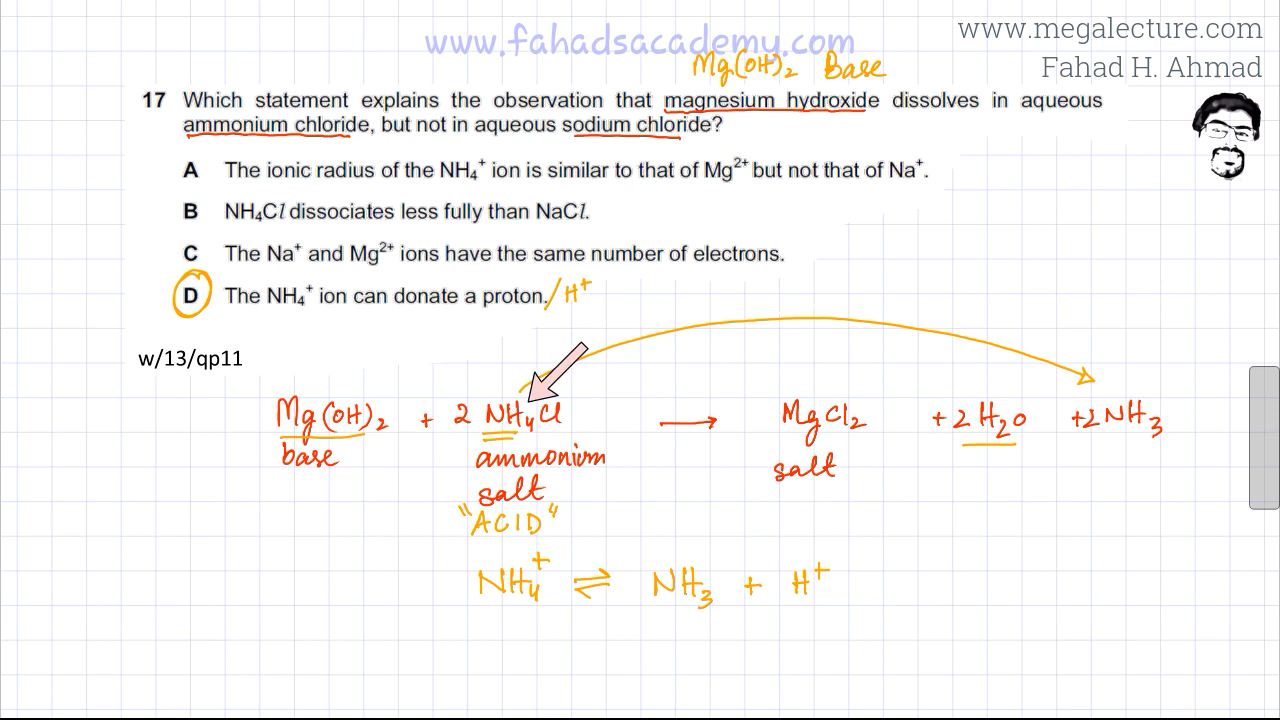 www.fahadsacademy.com
www.megalecture.com
Fahad H. Ahmad
Mg(OH)₂ Base
17 Which statement explains the observation that magnesium hydroxide dissolves in aqueous
ammonium chloride, but not in aqueous sodium chloride?
A The ionic radius of the NH₄⁺ ion is similar to that of Mg²⁺ but not that of Na⁺.
B NH₄Cl dissociates less fully than NaCl.
C The Na⁺ and Mg²⁺ ions have the same number of electrons.
D The NH₄⁺ ion can donate a proton. / H⁺
w/13/qp11
Mg(OH)₂ + 2 NH₄Cl → MgCl₂ + 2 H₂O + 2 NH₃
base ammonium salt
salt
"ACID"
NH₄⁺ ⇌ NH₃ + H⁺